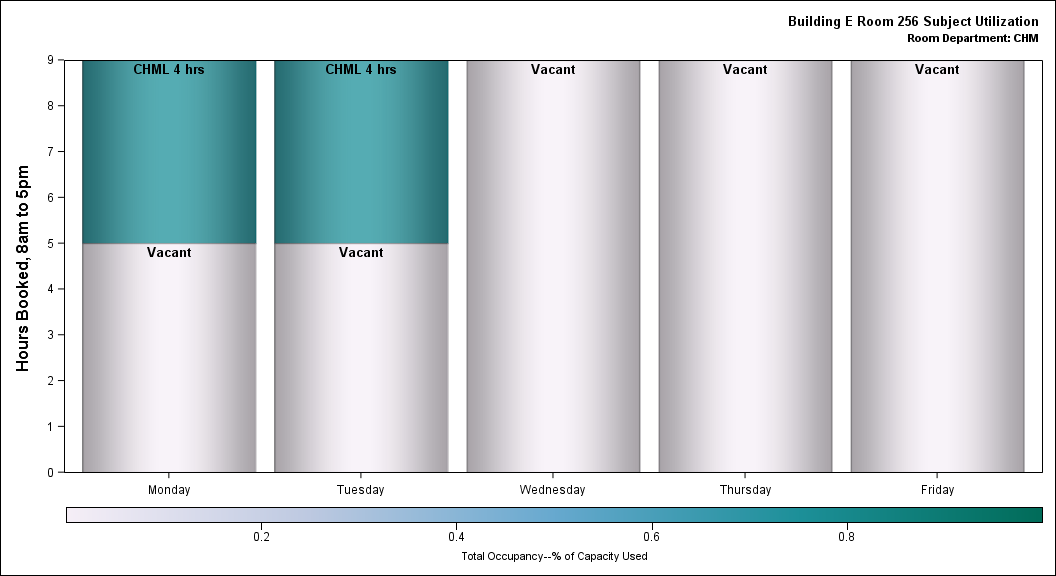 Building E Room 256 Subject Utilization
Room Department: CHM
Hours Booked, 8am to 5pm
9
8
7
6
5
4
3
2
1
0
CHML 4 hrs
CHML 4 hrs
Vacant
Vacant
Vacant
Vacant
Vacant
Monday
Tuesday
Wednesday
Thursday
Friday
0.2
0.4
0.6
0.8
Total Occupancy--% of Capacity Used